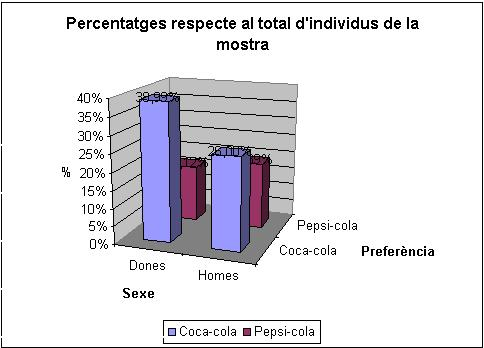 Percentatges respecte al total d'individus de la
mostra
40%
35%
30%
25%
20%
15%
10%
5%
0%
%
Dones
Homes
Sexe
Pepsi-cola
Coca-cola
Preferència
Coca-cola
Pepsi-cola